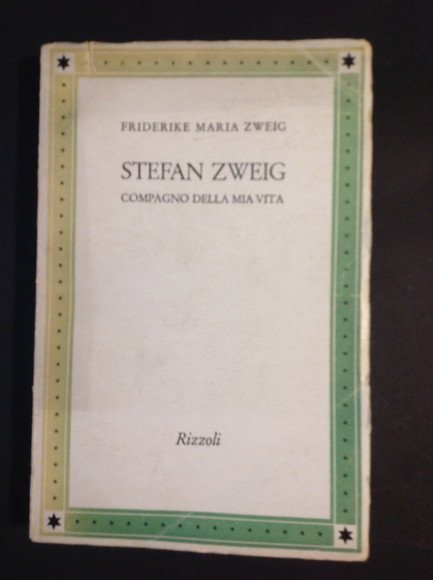 FRIDERIKE MARIA ZWEIG
STEFAN ZWEIG
COMPAGNO DELLA MIA VITA
Rizzoli